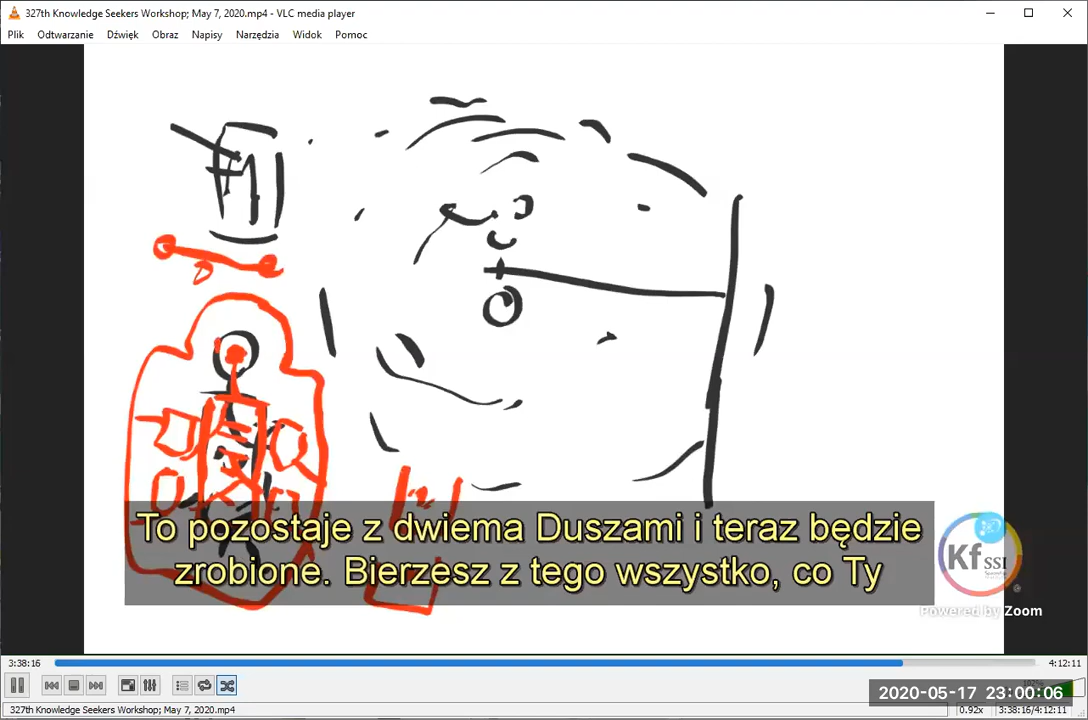 327th Knowledge Seekers Workshop; May 7, 2020.mp4 - VLC media player
Plik Odtwarzanie Dźwięk Obraz Napisy Narzędzia Widok Pomoc
To pozostaje z dwiema Duszami i teraz będzie
zrobione. Bierzesz z tego wszystko, co Ty
Kf SSI
Powered by Zoom
3:38:16 4:12:11
2020-05-17 23:00:06
327th Knowledge Seekers Workshop; May 7, 2020.mp4 0.92x 3:38:16/4:12:11